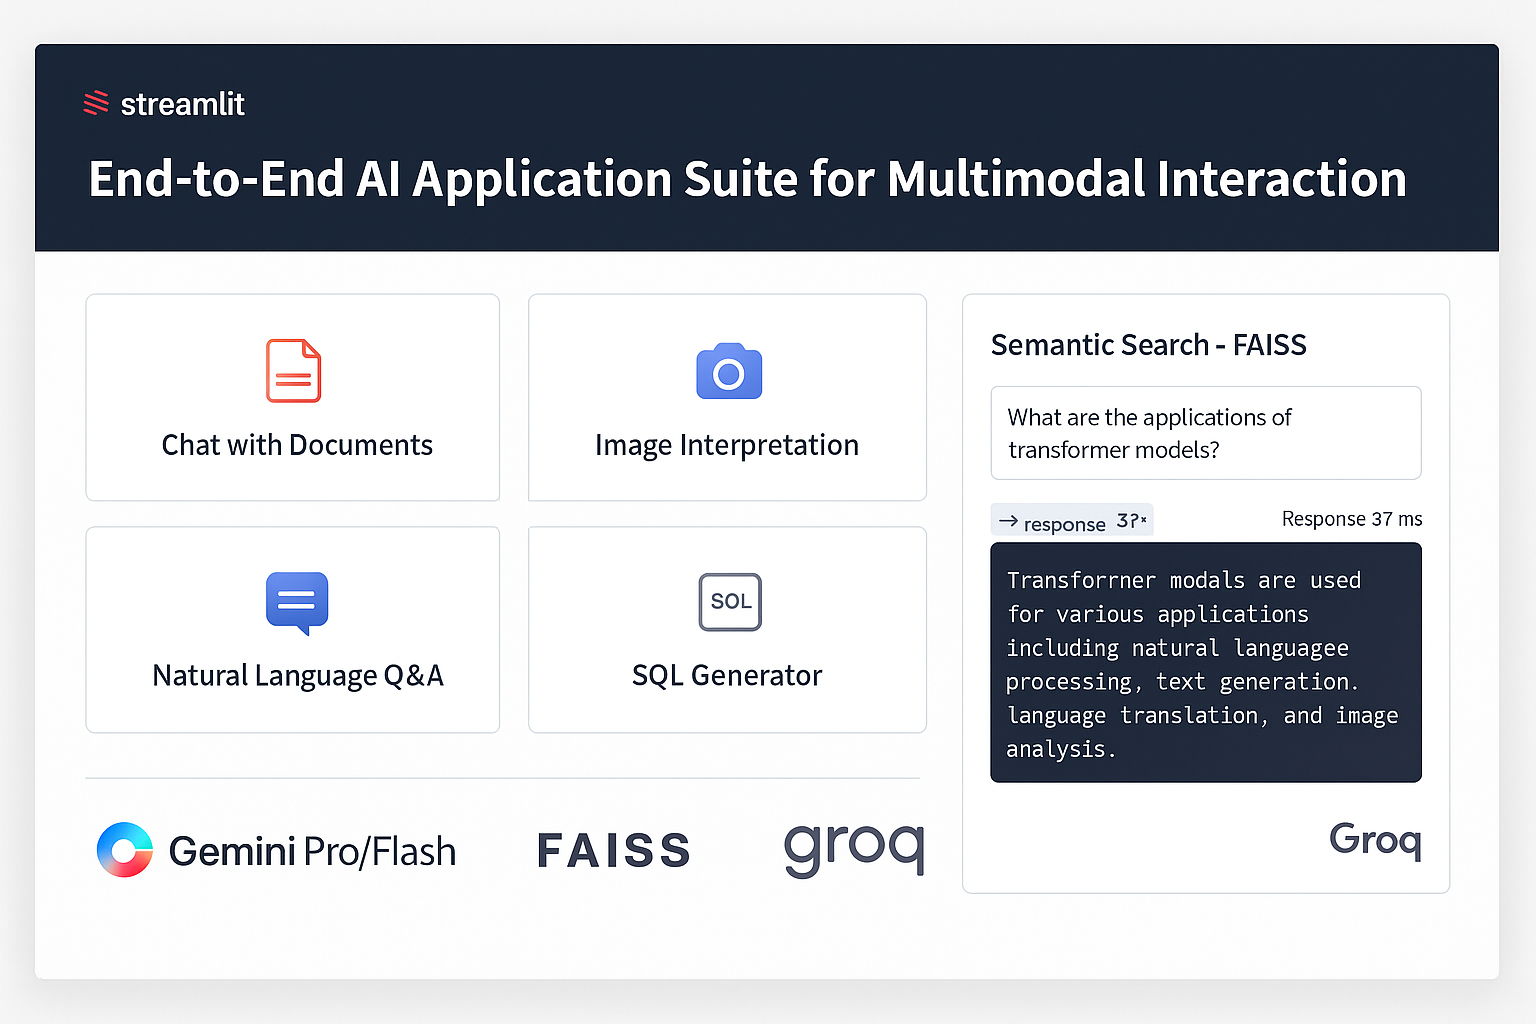 streamlit
End-to-End AI Application Suite for Multimodal Interaction
Chat with Documents
Image Interpretation
Natural Language Q&A
SOL
SQL Generator
Gemini Pro/Flash
FAISS
groq
Semantic Search - FAISS
What are the applications of
transformer models?
→ response
Response 37 ms
Transforrner modals are used
for various applications
including natural languagee
processing, text generation.
language translation, and image
analysis.
Groq